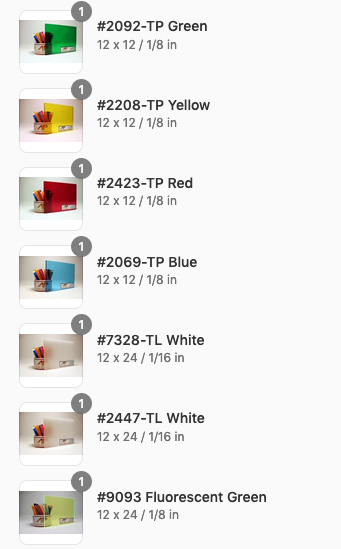 1
#2092-TP Green
12 x 12 / 1/8 in
1
#2208-TP Yellow
12 x 12 / 1/8 in
1
#2423-TP Red
12 x 12 / 1/8 in
1
#2069-TP Blue
12 x 12 / 1/8 in
1
#7328-TL White
12 x 24 / 1/16 in
1
#2447-TL White
12 x 24 / 1/16 in
1
#9093 Fluorescent Green
12 x 24 / 1/8 in